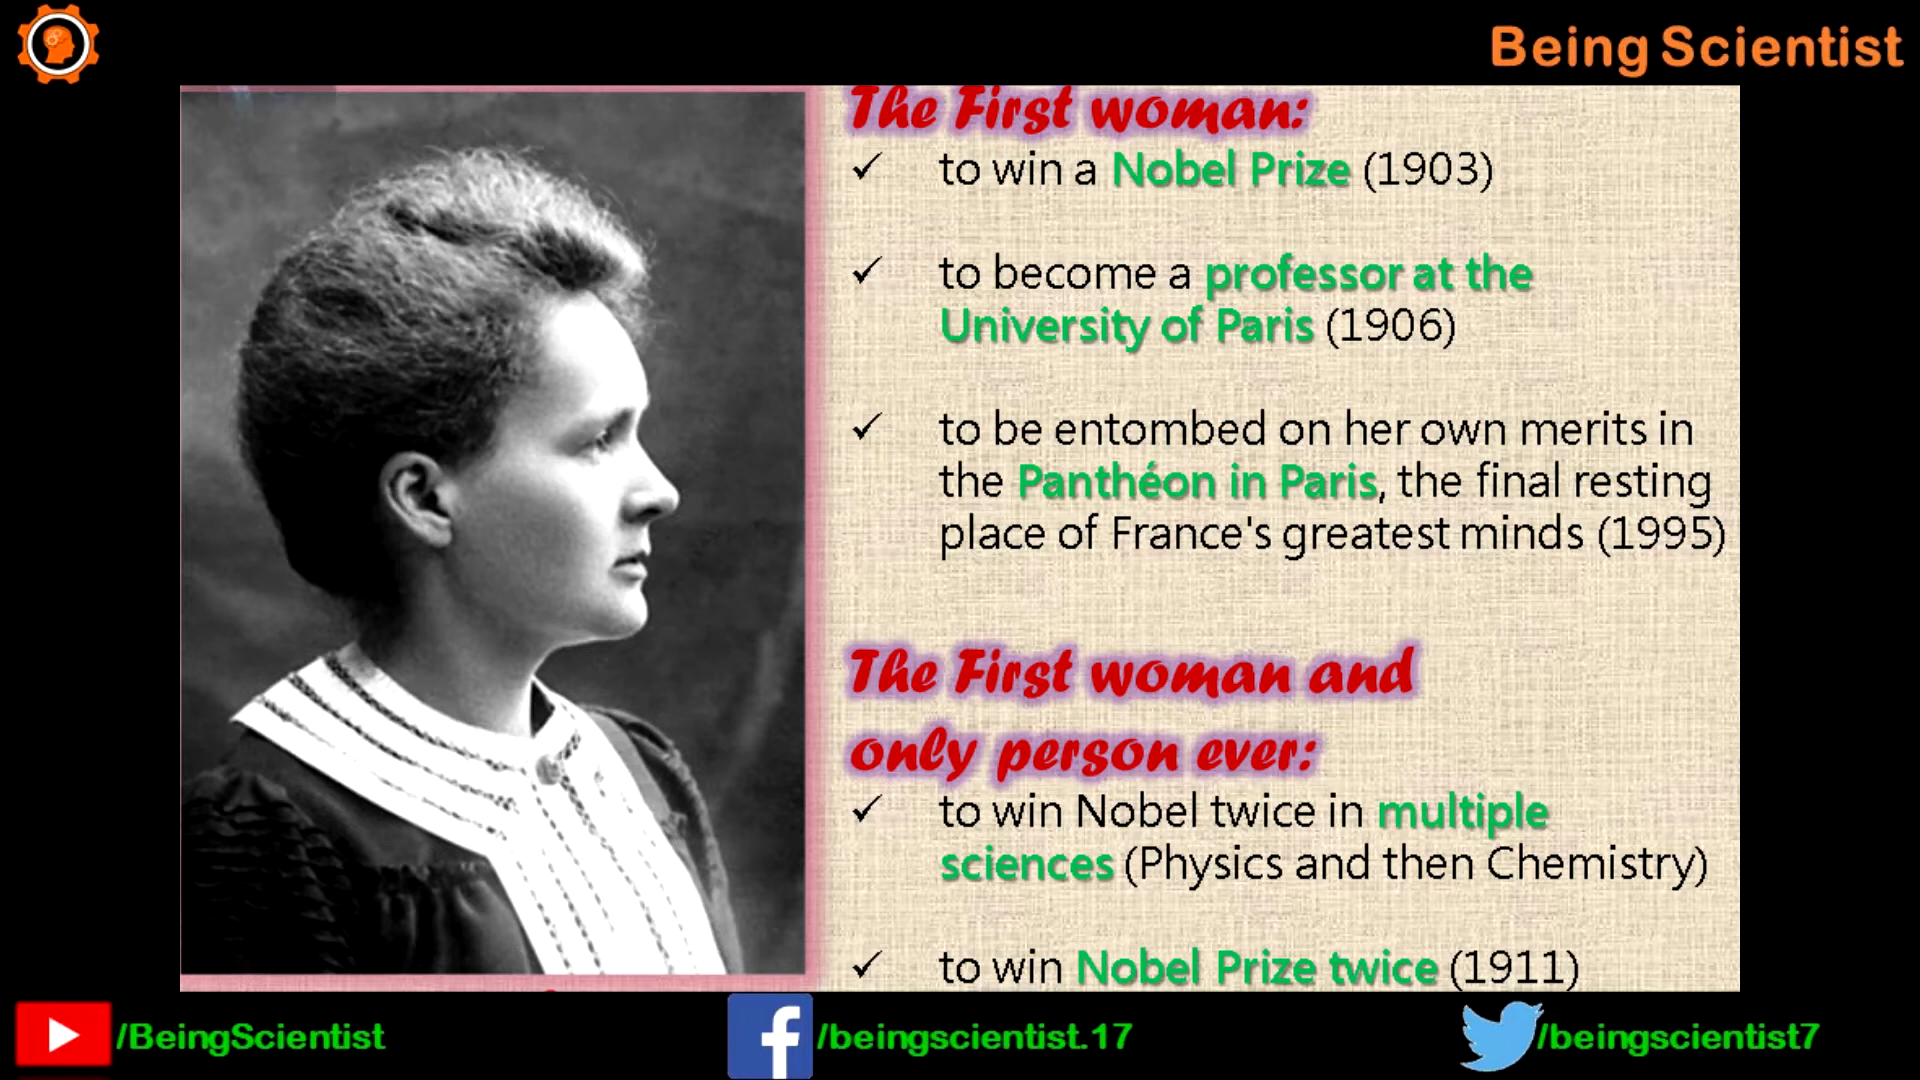 Being Scientist
The First woman:
✓ to win a Nobel Prize (1903)
✓ to become a professor at the
University of Paris (1906)
✓ to be entombed on her own merits in
the Panthéon in Paris, the final resting
place of France's greatest minds (1995)
The First woman and
only person ever:
✓ to win Nobel twice in multiple
sciences (Physics and then Chemistry)
✓ to win Nobel Prize twice (1911)
/BeingScientist
/beingscientist.17
/beingscientist7